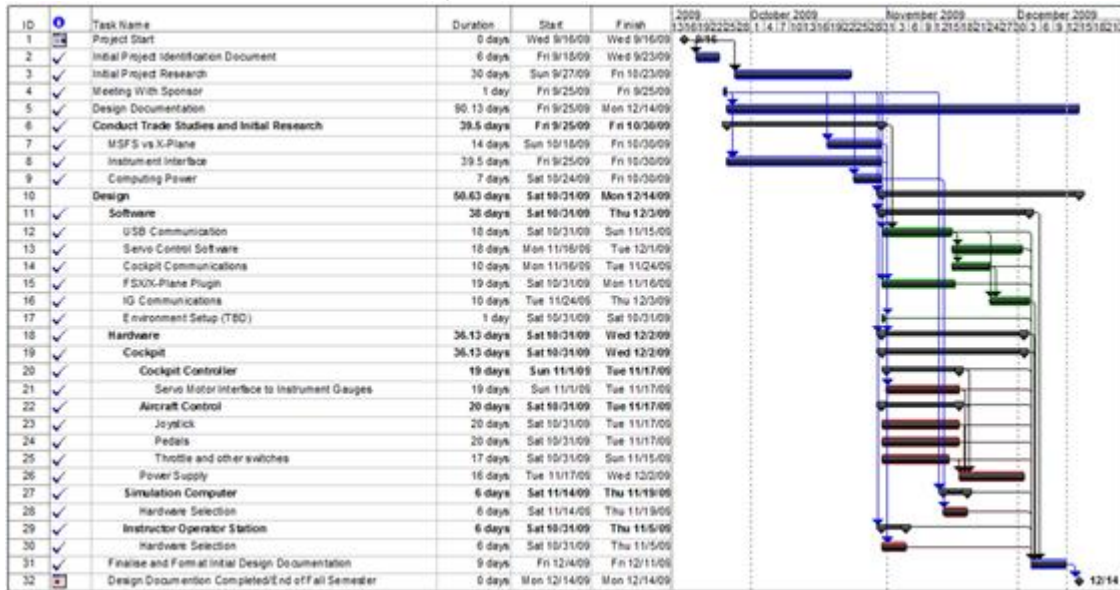 2009 October 2009 November 2009 December 2009
ID Task Name Duration Start Finish
1 Project Start 0 days Wed 9/16/09 Wed 9/16/09 9/16
2 Initial Project Identification Document 6 days Fri 9/18/09 Wed 9/23/09
3 Initial Project Research 30 days Sun 9/27/09 Fri 10/23/09
4 Meeting With Sponsor 1 day Fri 9/25/09 Fri 9/25/09
5 Design Documentation 90.13 days Fri 9/25/09 Mon 12/14/09
6 Conduct Trade Studies and Initial Research 39.5 days Fri 9/25/09 Fri 10/30/09
7 MSFS vs X-Plane 14 days Sun 10/18/09 Fri 10/30/09
8 Instrument Interface 39.5 days Fri 9/25/09 Fri 10/30/09
9 Computing Power 7 days Sat 10/24/09 Fri 10/30/09
10 Design 50.63 days Sat 10/31/09 Mon 12/14/09
11 Software 38 days Sat 10/31/09 Thu 12/3/09
12 USB Communication 18 days Sat 10/31/09 Sun 11/15/09
13 Servo Control Software 18 days Mon 11/16/09 Tue 12/1/09
14 Cockpit Communications 10 days Mon 11/16/09 Tue 11/24/09
15 FSX/X-Plane Plugin 19 days Sat 10/31/09 Mon 11/16/09
16 IG Communications 10 days Tue 11/24/09 Thu 12/3/09
17 Environment Setup (TBD) 1 day Sat 10/31/09 Sat 10/31/09
18 Hardware 36.13 days Sat 10/31/09 Wed 12/2/09
19 Cockpit 36.13 days Sat 10/31/09 Wed 12/2/09
20 Cockpit Controller 19 days Sun 11/1/09 Tue 11/17/09
21 Servo Motor Interface to Instrument Gauges 19 days Sun 11/1/09 Tue 11/17/09
22 Aircraft Control 20 days Sat 10/31/09 Tue 11/17/09
23 Joystick 20 days Sat 10/31/09 Tue 11/17/09
24 Pedals 20 days Sat 10/31/09 Tue 11/17/09
25 Throttle and other switches 17 days Sat 10/31/09 Sun 11/15/09
26 Power Supply 16 days Tue 11/17/09 Wed 12/2/09
27 Simulation Computer 6 days Sat 11/14/09 Thu 11/19/09
28 Hardware Selection 6 days Sat 11/14/09 Thu 11/19/09
29 Instructor Operator Station 6 days Sat 10/31/09 Thu 11/5/09
30 Hardware Selection 6 days Sat 10/31/09 Thu 11/5/09
31 Finalise and Format Initial Design Documentation 9 days Fri 12/4/09 Fri 12/11/09
32 Design Documention Completed/End of Fall Semester 0 days Mon 12/14/09 Mon 12/14/09 12/14